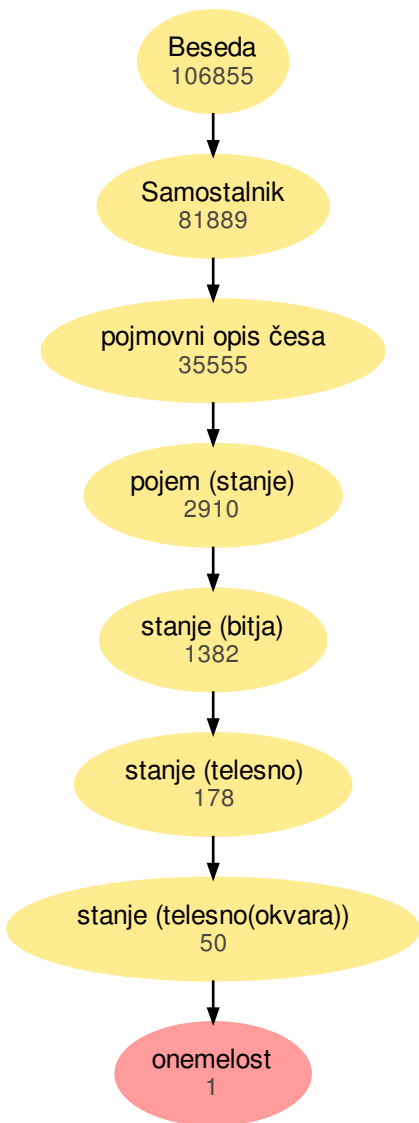 Beseda
106855
Samostalnik
81889
pojmovni opis česa
35555
pojem (stanje)
2910
stanje (bitja)
1382
stanje (telesno)
178
stanje (telesno(okvara))
50
onemelost
1